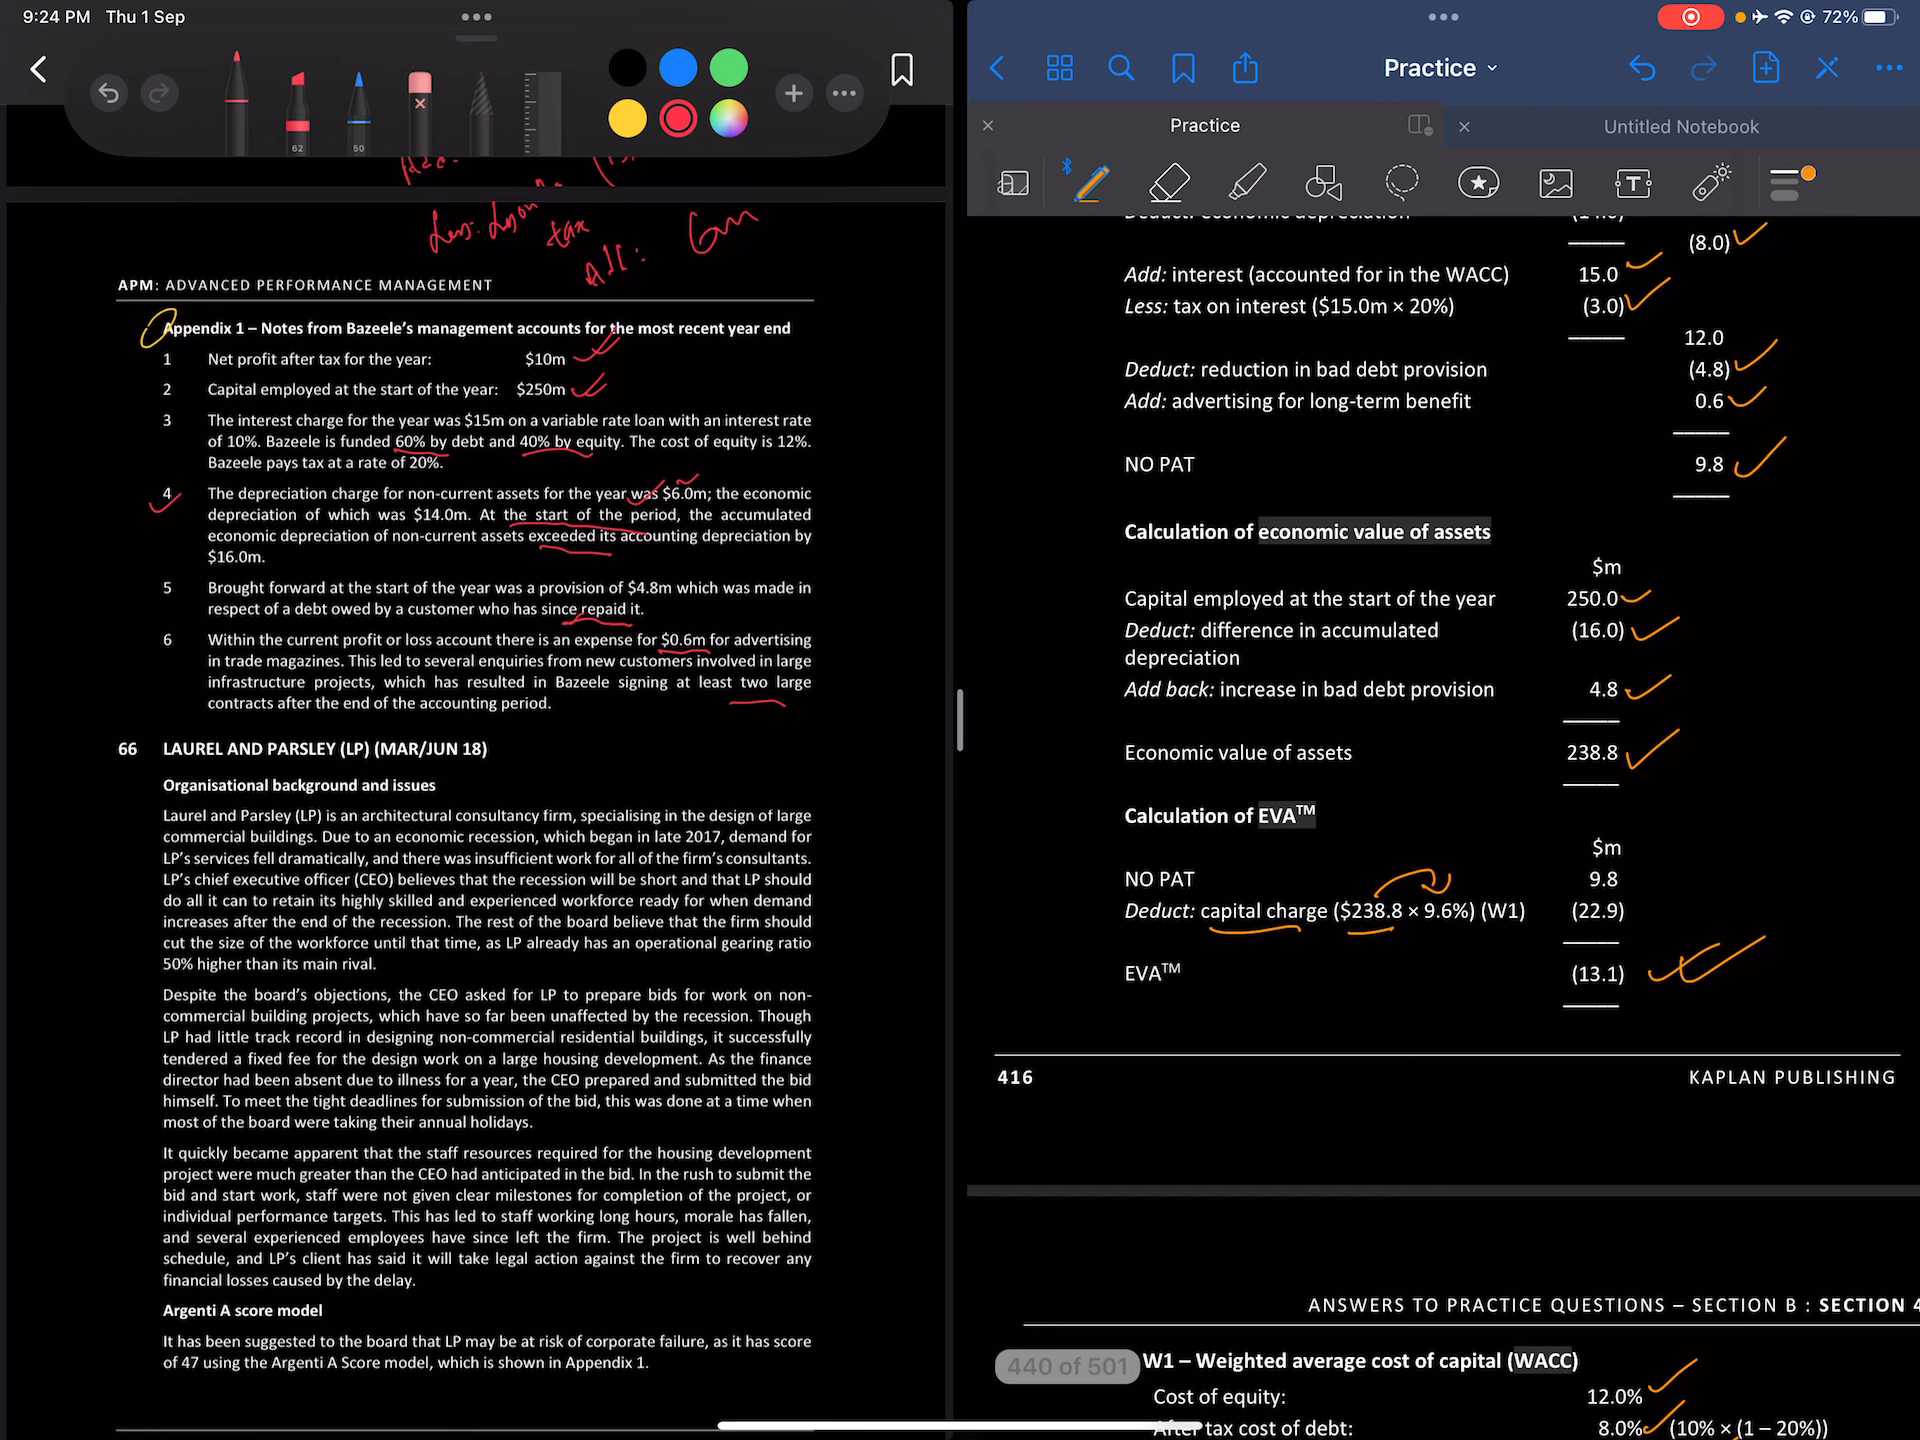 9:24 PM Thu 1 Sep
62
50
Less:
tax
6m
APM: ADVANCED PERFORMANCE MANAGEMENT
Appendix 1 – Notes from Bazeele's management accounts for the most recent year end
1 Net profit after tax for the year: $10m
2 Capital employed at the start of the year: $250m
3 The interest charge for the year was $15m on a variable rate loan with an interest rate
of 10%. Bazeele is funded 60% by debt and 40% by equity. The cost of equity is 12%.
Bazeele pays tax at a rate of 20%.
4 The depreciation charge for non-current assets for the year was $6.0m; the economic
depreciation of which was $14.0m. At the start of the period, the accumulated
economic depreciation of non-current assets exceeded its accounting depreciation by
$16.0m.
5 Brought forward at the start of the year was a provision of $4.8m which was made in
respect of a debt owed by a customer who has since repaid it.
6 Within the current profit or loss account there is an expense for $0.6m for advertising
in trade magazines. This led to several enquiries from new customers involved in large
infrastructure projects, which has resulted in Bazeele signing at least two large
contracts after the end of the accounting period.
66 LAUREL AND PARSLEY (LP) (MAR/JUN 18)
Organisational background and issues
Laurel and Parsley (LP) is an architectural consultancy firm, specialising in the design of large
commercial buildings. Due to an economic recession, which began in late 2017, demand for
LP's services fell dramatically, and there was insufficient work for all of the firm's consultants.
LP's chief executive officer (CEO) believes that the recession will be short and that LP should
do all it can to retain its highly skilled and experienced workforce ready for when demand
increases after the end of the recession. The rest of the board believe that the firm should
cut the size of the workforce until that time, as LP already has an operational gearing ratio
50% higher than its main rival.
Despite the board's objections, the CEO asked for LP to prepare bids for work on non-
commercial building projects, which have so far been unaffected by the recession. Though
LP had little track record in designing non-commercial residential buildings, it successfully
tendered a fixed fee for the design work on a large housing development. As the finance
director had been absent due to illness for a year, the CEO prepared and submitted the bid
himself. To meet the tight deadlines for submission of the bid, this was done at a time when
most of the board were taking their annual holidays.
It quickly became apparent that the staff resources required for the housing development
project were much greater than the CEO had anticipated in the bid. In the rush to submit the
bid and start work, staff were not given clear milestones for completion of the project, or
individual performance targets. This has led to staff working long hours, morale has fallen,
and several experienced employees have since left the firm. The project is well behind
schedule, and LP's client has said it will take legal action against the firm to recover any
financial losses caused by the delay.
Argenti A score model
It has been suggested to the board that LP may be at risk of corporate failure, as it has score
of 47 using the Argenti A Score model, which is shown in Appendix 1.
72%
Practice
Practice
Untitled Notebook
Deduct: economic depreciation (14.0)
(8.0)
Add: interest (accounted for in the WACC) 15.0
Less: tax on interest ($15.0m × 20%) (3.0)
12.0
Deduct: reduction in bad debt provision (4.8)
Add: advertising for long-term benefit 0.6
NO PAT 9.8
Calculation of economic value of assets
$m
Capital employed at the start of the year 250.0
Deduct: difference in accumulated (16.0)
depreciation
Add back: increase in bad debt provision 4.8
Economic value of assets 238.8
Calculation of EVA™
$m
NO PAT 9.8
Deduct: capital charge ($238.8 × 9.6%) (W1) (22.9)
EVA™ (13.1)
416 KAPLAN PUBLISHING
ANSWERS TO PRACTICE QUESTIONS – SECTION B : SECTION 4
440 of 501
W1 – Weighted average cost of capital (WACC)
Cost of equity: 12.0%
After tax cost of debt: 8.0% (10% × (1 – 20%))